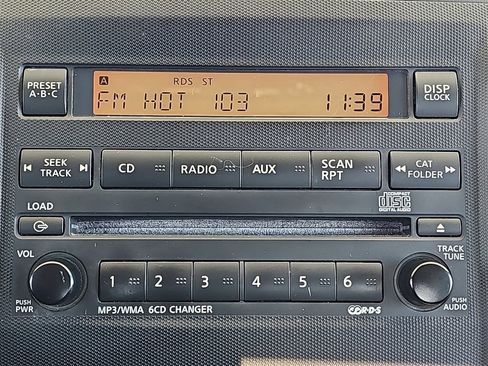 PRESET
A·B·C
A RDS ST
FM HOT 103 11:39
DISP
CLOCK
SEEK
TRACK
CD
RADIO
AUX
SCAN
RPT
CAT
FOLDER
LOAD
COMPACT
disc
DIGITAL AUDIO
VOL
TRACK
TUNE
1 2 3 4 5 6
PUSH
PWR
PUSH
AUDIO
MP3/WMA 6CD CHANGER
R·D·S